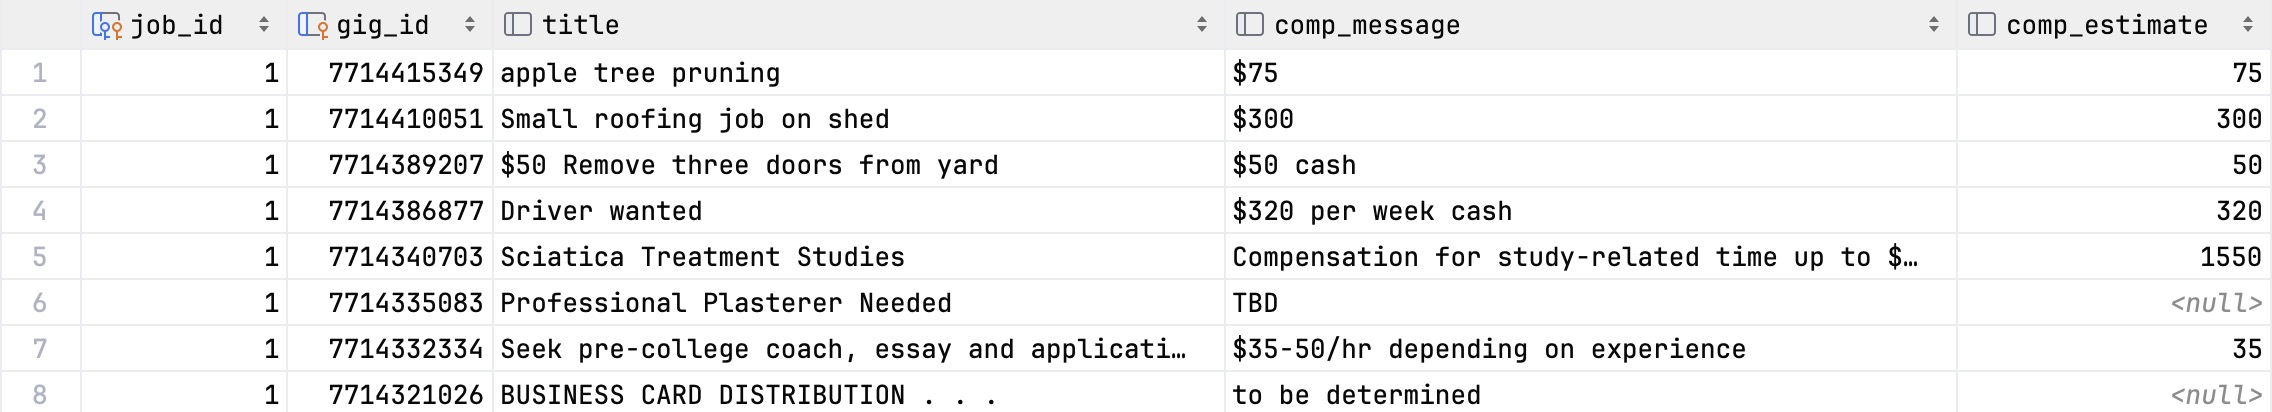 job_id gig_id title comp_message comp_estimate
1 1 7714415349 apple tree pruning $75 75
2 1 7714410051 Small roofing job on shed $300 300
3 1 7714389207 $50 Remove three doors from yard $50 cash 50
4 1 7714386877 Driver wanted $320 per week cash 320
5 1 7714340703 Sciatica Treatment Studies Compensation for study-related time up to $… 1550
6 1 7714335083 Professional Plasterer Needed TBD <null>
7 1 7714332334 Seek pre-college coach, essay and applicati… $35-50/hr depending on experience 35
8 1 7714321026 BUSINESS CARD DISTRIBUTION . . . to be determined <null>